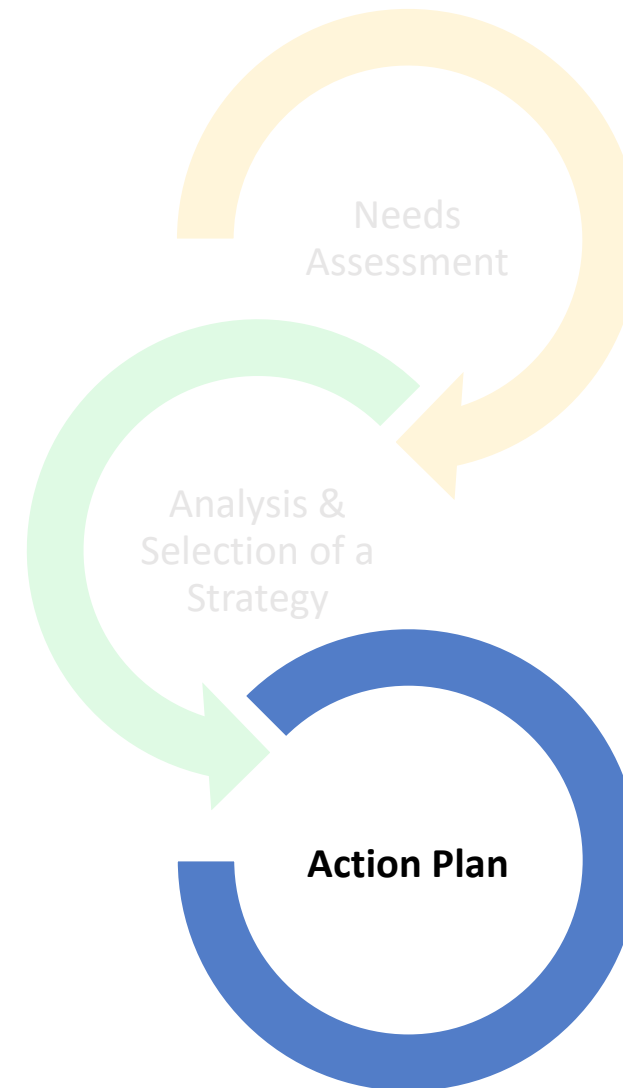 Needs
Assessment
Analysis &
Selection of a
Strategy
Action Plan